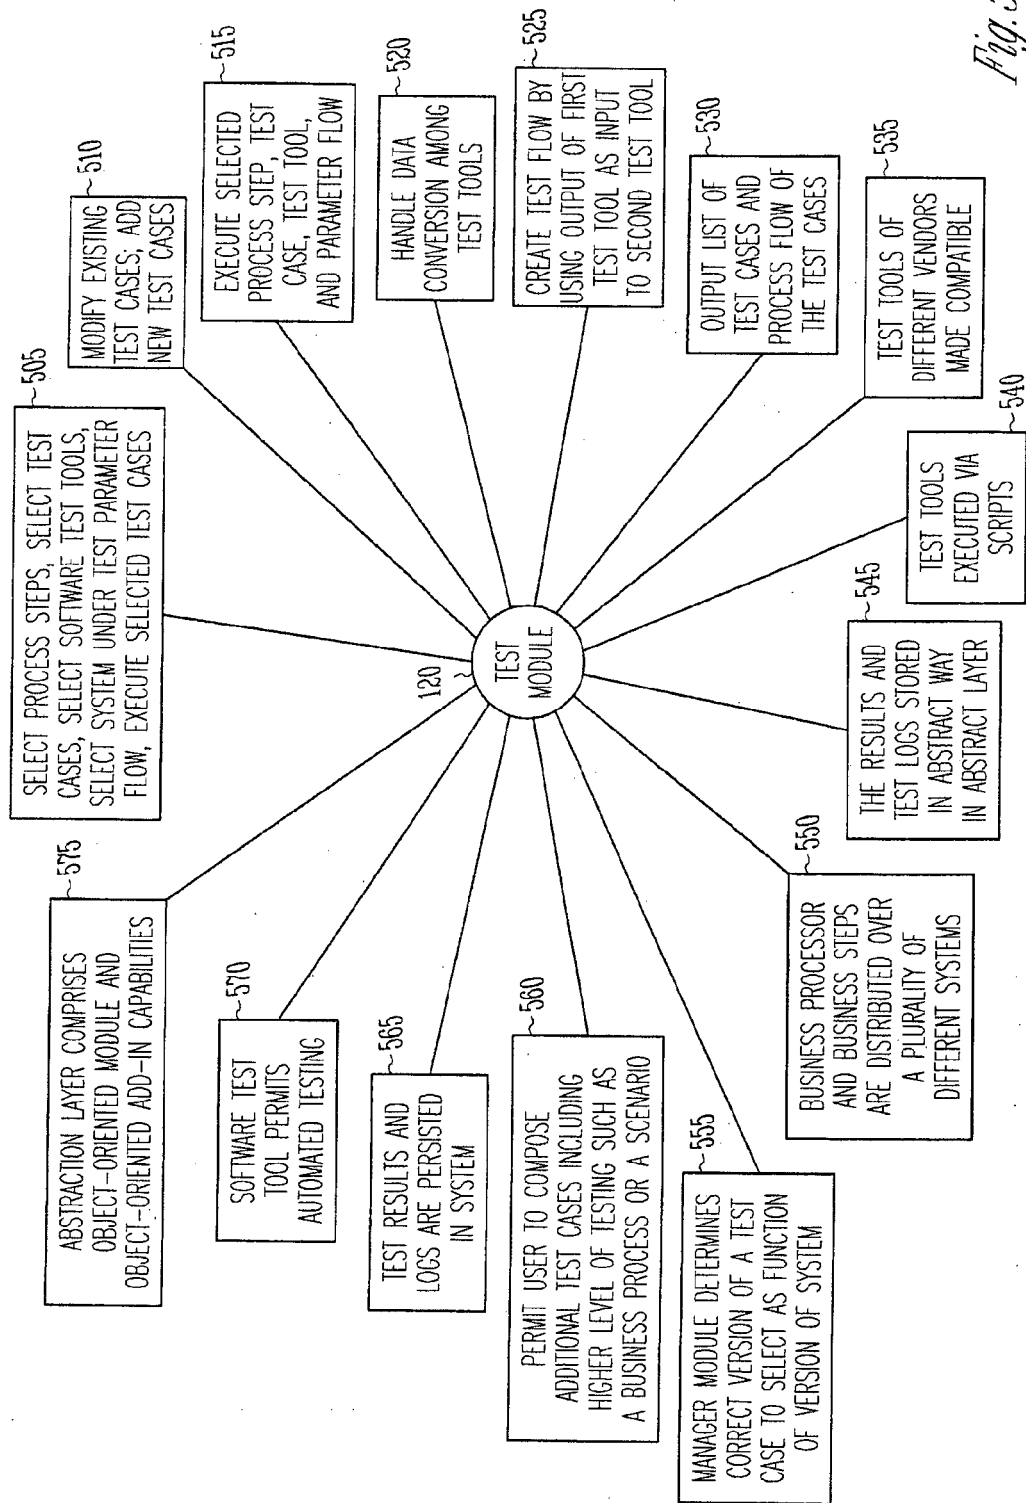 575
ABSTRACTION LAYER COMPRISES
OBJECT-ORIENTED MODULE AND
OBJECT-ORIENTED ADD-IN CAPABILITIES
505
SELECT PROCESS STEPS, SELECT TEST
CASES, SELECT SOFTWARE TEST TOOLS,
SELECT SYSTEM UNDER TEST PARAMETER
FLOW, EXECUTE SELECTED TEST CASES
510
MODIFY EXISTING
TEST CASES; ADD
NEW TEST CASES
515
EXECUTE SELECTED
PROCESS STEP, TEST
CASE, TEST TOOL,
AND PARAMETER FLOW
520
HANDLE DATA
CONVERSION AMONG
TEST TOOLS
525
CREATE TEST FLOW BY
USING OUTPUT OF FIRST
TEST TOOL AS INPUT
TO SECOND TEST TOOL
530
OUTPUT LIST OF
TEST CASES AND
PROCESS FLOW OF
THE TEST CASES
535
TEST TOOLS OF
DIFFERENT VENDORS
MADE COMPATIBLE
540
TEST TOOLS
EXECUTED VIA
SCRIPTS
545
THE RESULTS AND
TEST LOGS STORED
IN ABSTRACT WAY
IN ABSTRACT LAYER
550
BUSINESS PROCESSOR
AND BUSINESS STEPS
ARE DISTRIBUTED OVER
A PLURALITY OF
DIFFERENT SYSTEMS
555
MANAGER MODULE DETERMINES
CORRECT VERSION OF A TEST
CASE TO SELECT AS FUNCTION
OF VERSION OF SYSTEM
560
PERMIT USER TO COMPOSE
ADDITIONAL TEST CASES INCLUDING
HIGHER LEVEL OF TESTING SUCH AS
A BUSINESS PROCESS OR A SCENARIO
565
TEST RESULTS AND
LOGS ARE PERSISTED
IN SYSTEM
570
SOFTWARE TEST
TOOL PERMITS
AUTOMATED TESTING
120
TEST
MODULE
Fig.